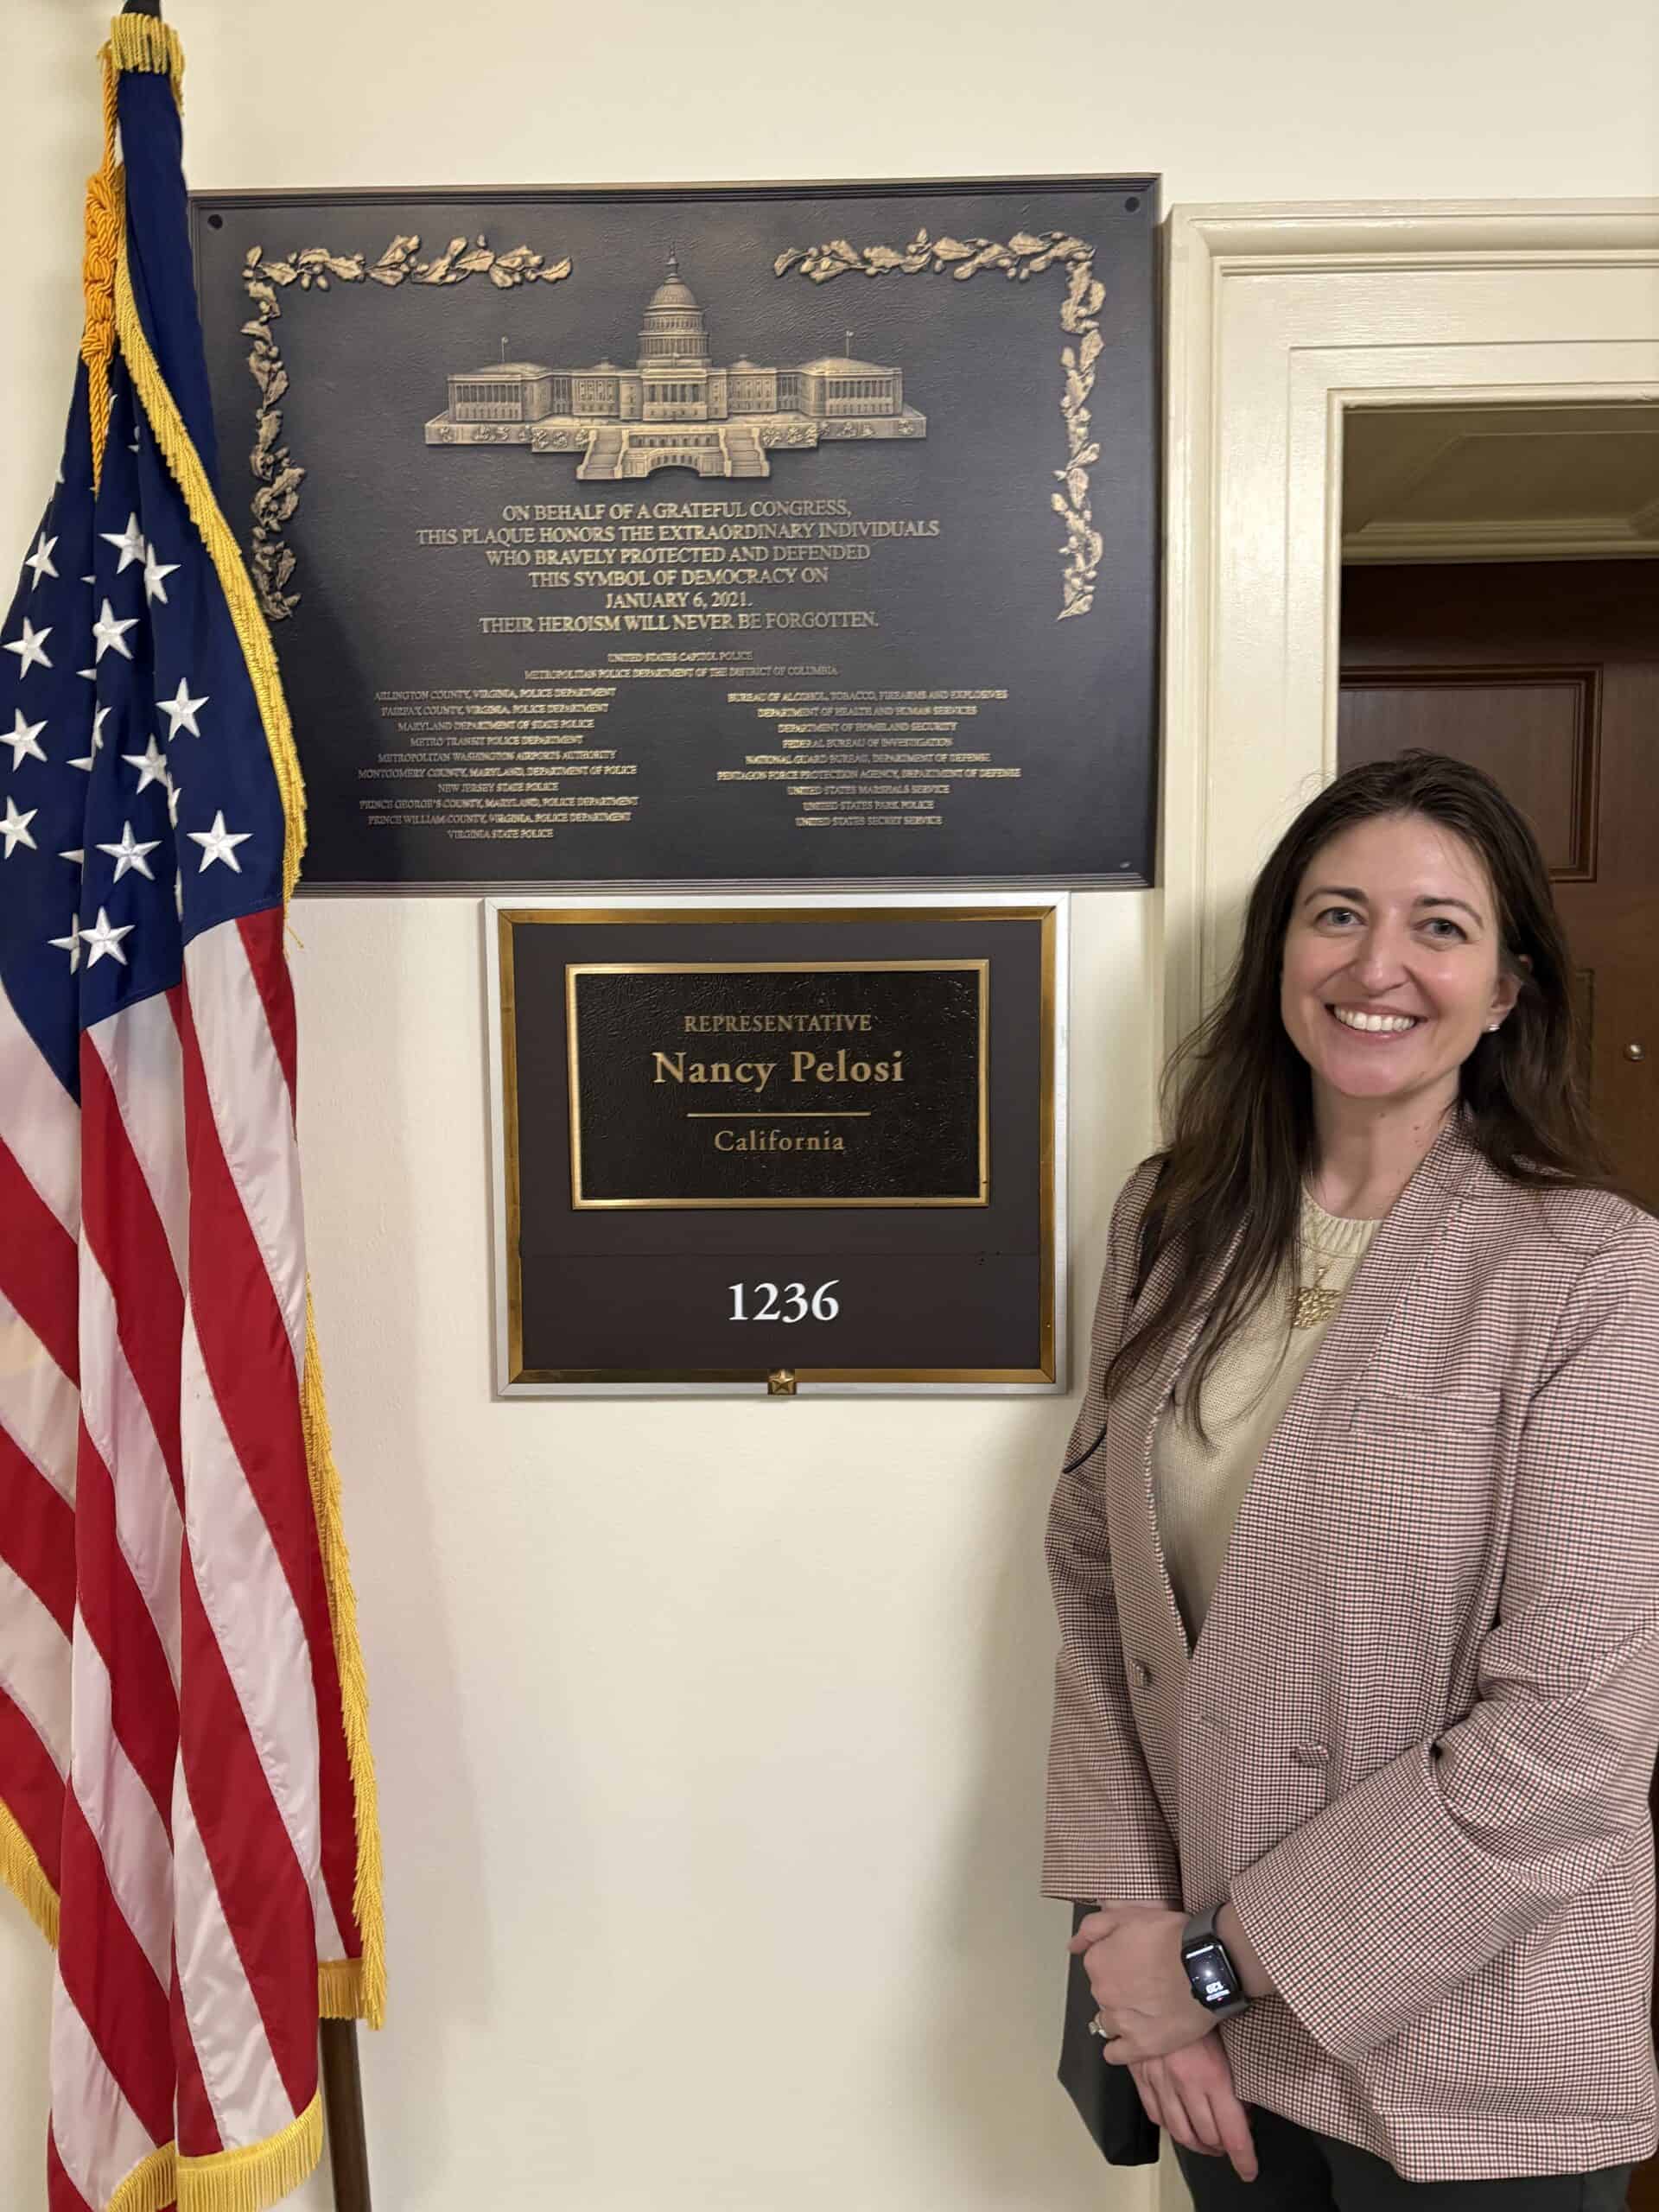 ON BEHALF OF A GRATEFUL CONGRESS,
THIS PLAQUE HONORS THE EXTRAORDINARY INDIVIDUALS
WHO BRAVELY PROTECTED AND DEFENDED
THIS SYMBOL OF DEMOCRACY ON
JANUARY 6, 2021.
THEIR HEROISM WILL NEVER BE FORGOTTEN.
UNITED STATES CAPITOL POLICE
METROPOLITAN POLICE DEPARTMENT OF THE DISTRICT OF COLUMBIA
ARLINGTON COUNTY, VIRGINIA, POLICE DEPARTMENT
FAIRFAX COUNTY, VIRGINIA, POLICE DEPARTMENT
MARYLAND DEPARTMENT OF STATE POLICE
METRO TRANSIT POLICE DEPARTMENT
METROPOLITAN WASHINGTON AIRPORTS AUTHORITY
MONTGOMERY COUNTY, MARYLAND, DEPARTMENT OF POLICE
NEW JERSEY STATE POLICE
PRINCE GEORGE'S COUNTY, MARYLAND, POLICE DEPARTMENT
PRINCE WILLIAM COUNTY, VIRGINIA, POLICE DEPARTMENT
VIRGINIA STATE POLICE
BUREAU OF ALCOHOL, TOBACCO, FIREARMS AND EXPLOSIVES
DEPARTMENT OF HEALTH AND HUMAN SERVICES
DEPARTMENT OF HOMELAND SECURITY
FEDERAL BUREAU OF INVESTIGATION
NATIONAL GUARD BUREAU, DEPARTMENT OF DEFENSE
PENTAGON FORCE PROTECTION AGENCY, DEPARTMENT OF DEFENSE
UNITED STATES MARSHALS SERVICE
UNITED STATES PARK POLICE
UNITED STATES SECRET SERVICE
REPRESENTATIVE
Nancy Pelosi
California
1236